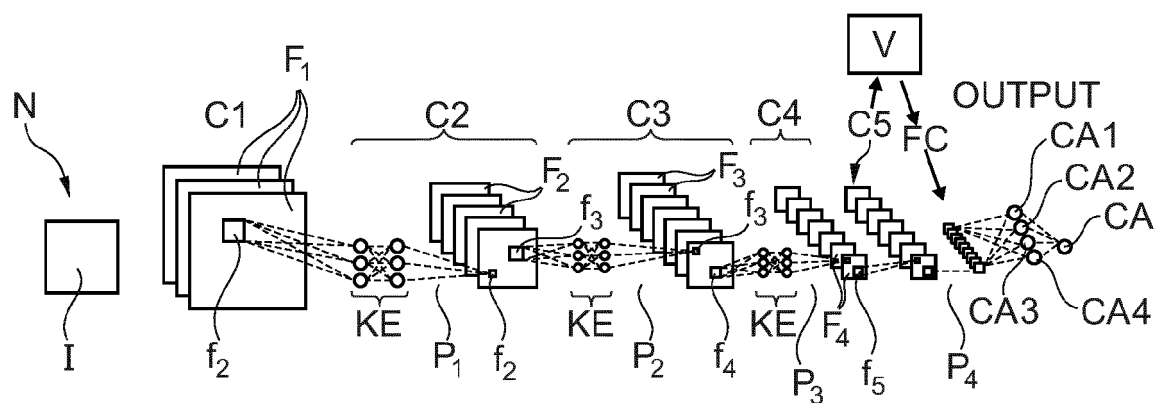 V
N
F₁
C1
C2
C3
C4
C5
FC
OUTPUT
CA1
CA2
CA
F₂
F₃
f₃
f₃
I
f₂
KE
P₁
f₂
KE
P₂
f₄
KE
P₃
F₄
f₅
P₄
CA3
CA4